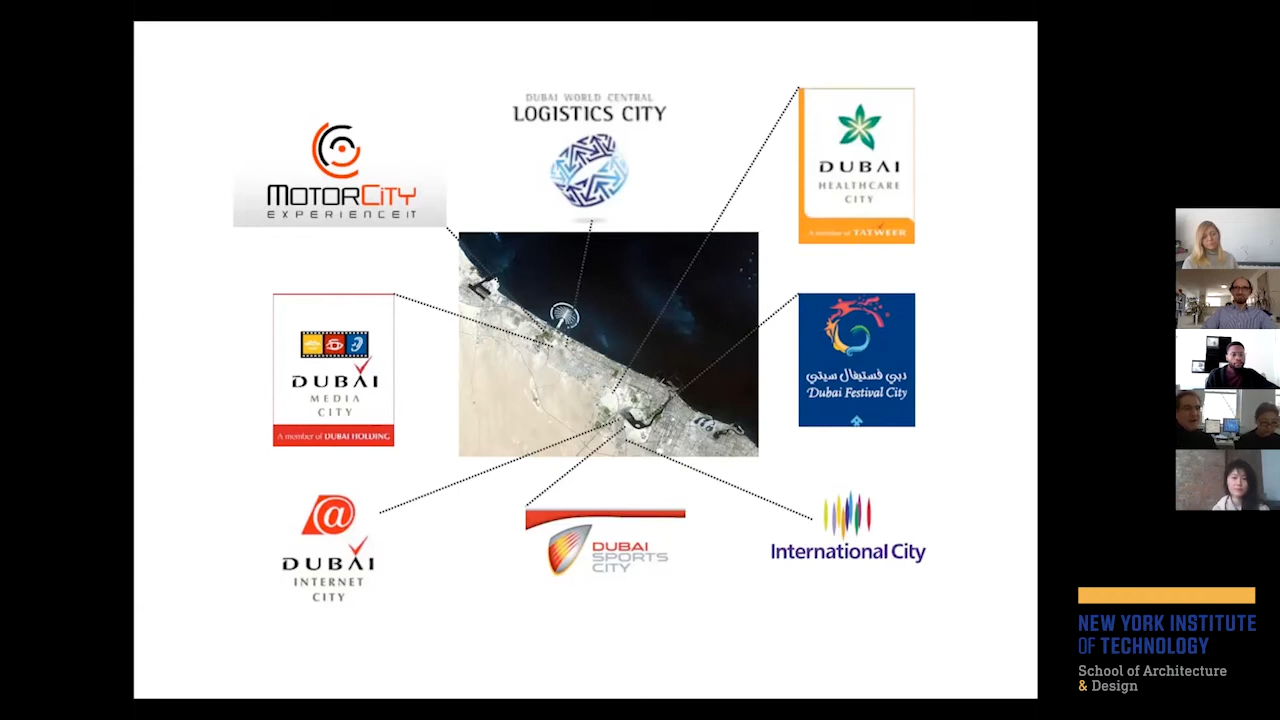 DUBAI WORLD CENTRAL
LOGISTICS CITY
MOTORCITY
EXPERIENCE IT
DUBAI
HEALTHCARE
CITY
A member of TATWEER
DUBAI
MEDIA
CITY
A member of DUBAI HOLDING
دبي فستيفال سيتي
Dubai Festival City
@
DUBAI
INTERNET
CITY
DUBAI
SPORTS
CITY
International City
NEW YORK INSTITUTE
OF TECHNOLOGY
School of Architecture
& Design